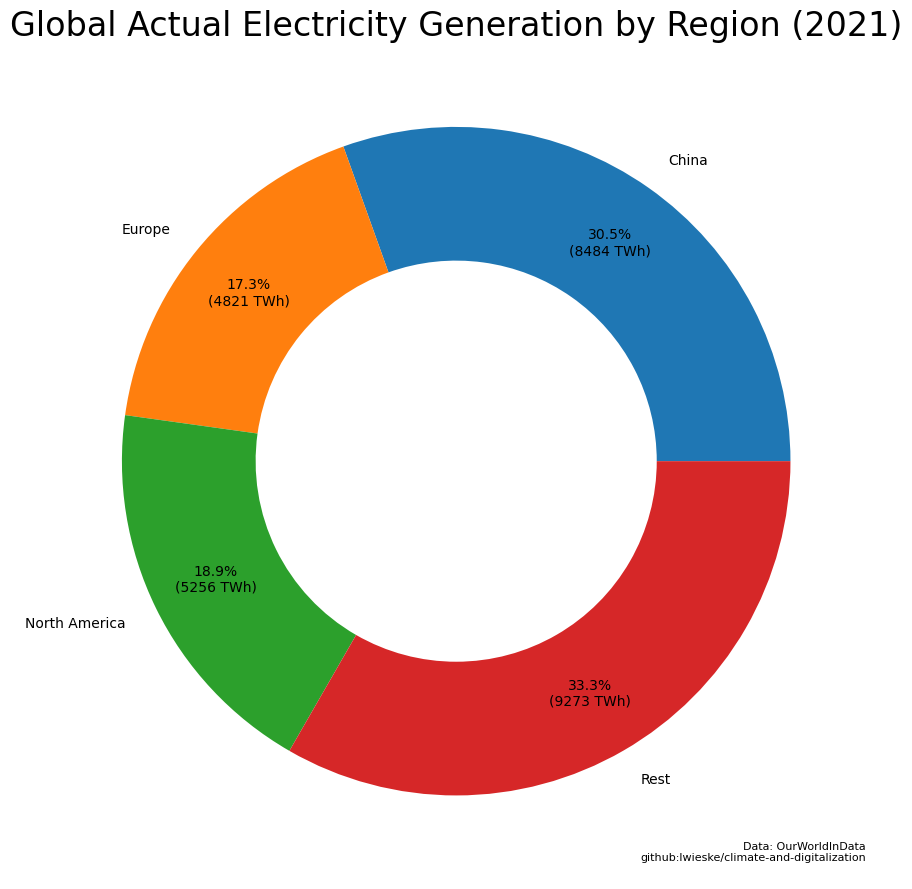 Global Actual Electricity Generation by Region (2021)
China
30.5%
(8484 TWh)
Europe
17.3%
(4821 TWh)
18.9%
(5256 TWh)
North America
33.3%
(9273 TWh)
Rest
Data: OurWorldInData
github:lwieske/climate-and-digitalization